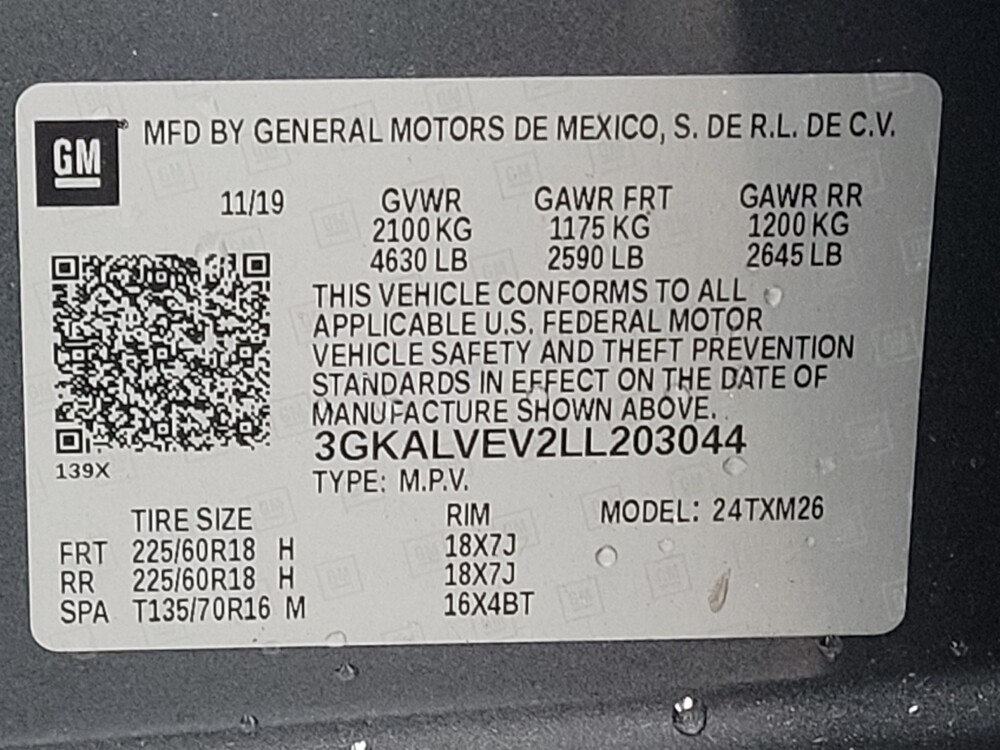 GM
MFD BY GENERAL MOTORS DE MEXICO, S. DE R.L. DE C.V.
11/19 GVWR GAWR FRT GAWR RR
2100 KG 1175 KG 1200 KG
4630 LB 2590 LB 2645 LB
THIS VEHICLE CONFORMS TO ALL
APPLICABLE U.S. FEDERAL MOTOR
VEHICLE SAFETY AND THEFT PREVENTION
STANDARDS IN EFFECT ON THE DATE OF
MANUFACTURE SHOWN ABOVE.
3GKALVEV2LL203044
139X
TYPE: M.P.V.
TIRE SIZE RIM MODEL: 24TXM26
FRT 225/60R18 H 18X7J
RR 225/60R18 H 18X7J
SPA T135/70R16 M 16X4BT